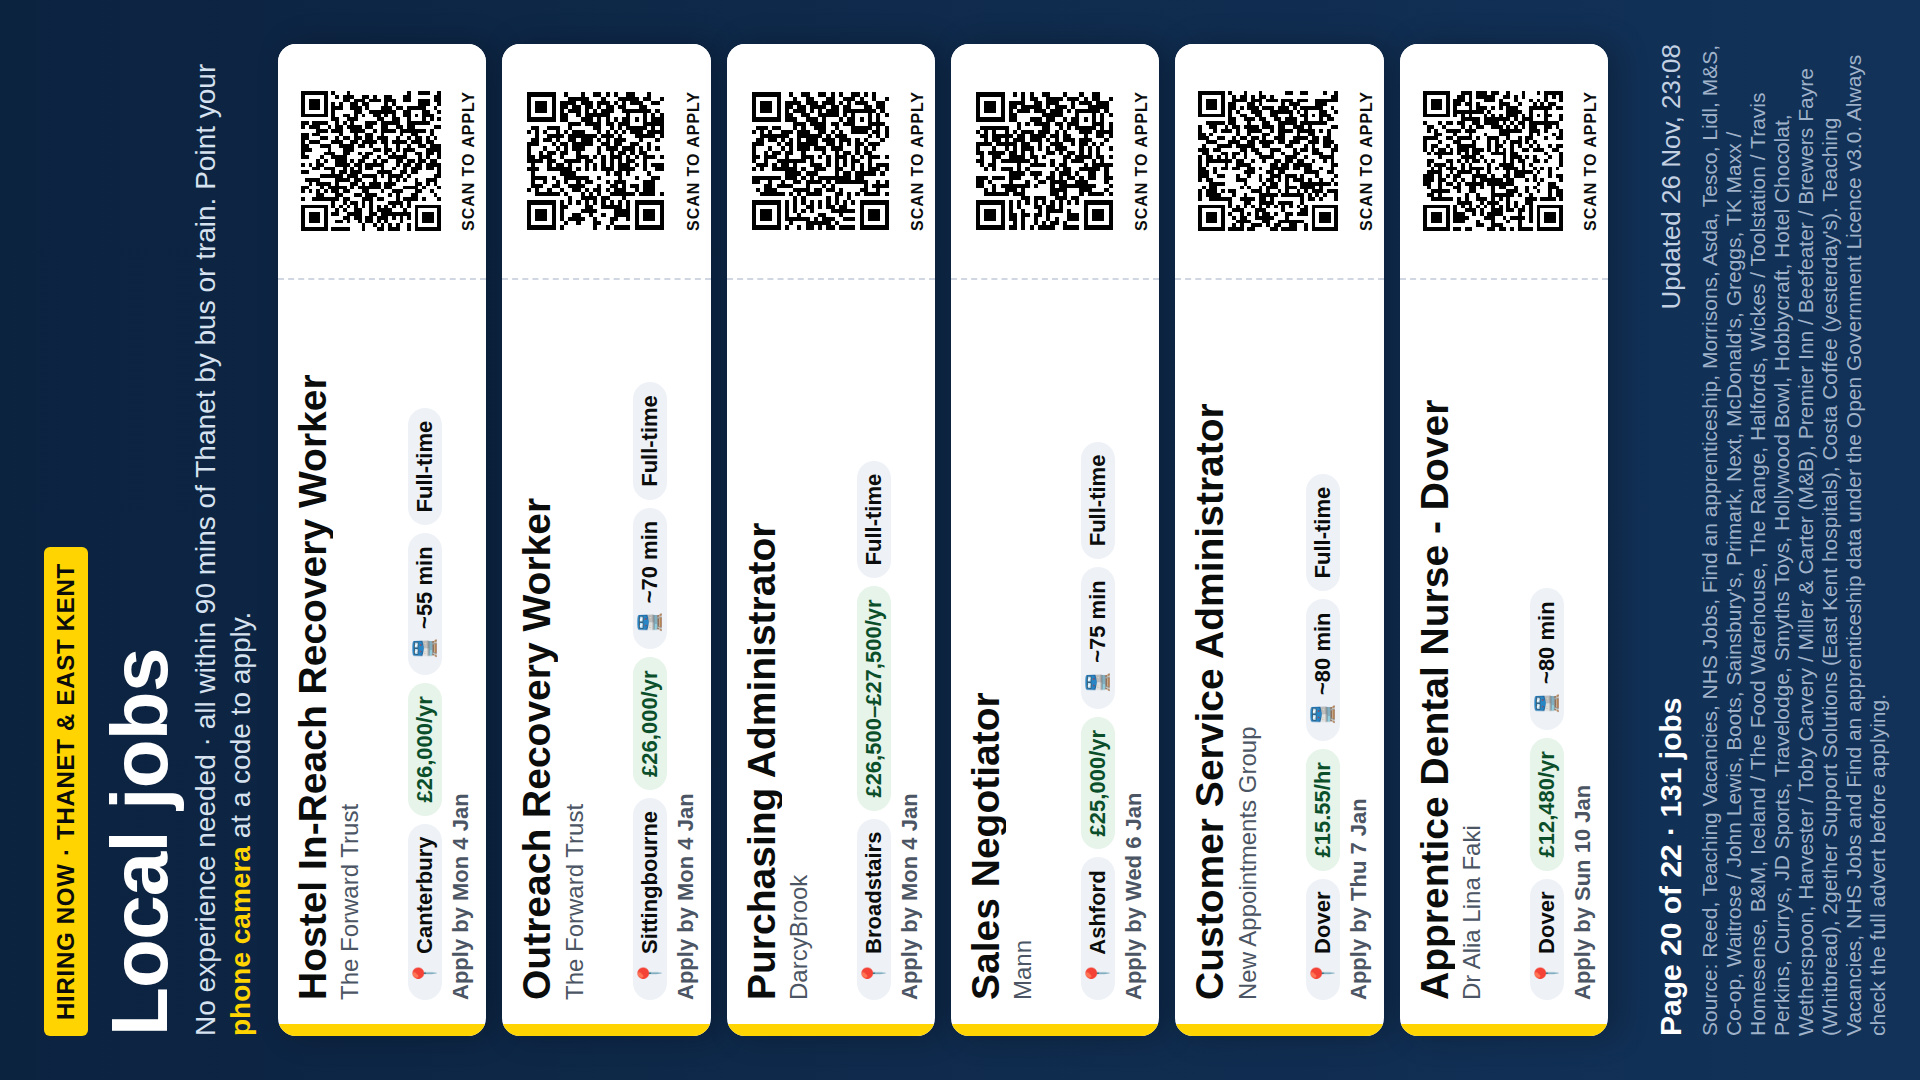 HIRING NOW · THANET & EAST KENT
Local jobs
No experience needed · all within 90 mins of Thanet by bus or train. Point your
phone camera at a code to apply.
Hostel In-Reach Recovery Worker
The Forward Trust
📍 Canterbury £26,000/yr 🚆 ~55 min Full-time
Apply by Mon 4 Jan
SCAN TO APPLY
Outreach Recovery Worker
The Forward Trust
📍 Sittingbourne £26,000/yr 🚆 ~70 min Full-time
Apply by Mon 4 Jan
SCAN TO APPLY
Purchasing Administrator
DarcyBrook
📍 Broadstairs £26,500–£27,500/yr Full-time
Apply by Mon 4 Jan
SCAN TO APPLY
Sales Negotiator
Mann
📍 Ashford £25,000/yr 🚆 ~75 min Full-time
Apply by Wed 6 Jan
SCAN TO APPLY
Customer Service Administrator
New Appointments Group
📍 Dover £15.55/hr 🚆 ~80 min Full-time
Apply by Thu 7 Jan
SCAN TO APPLY
Apprentice Dental Nurse - Dover
Dr Alia Lina Faki
📍 Dover £12,480/yr 🚆 ~80 min
Apply by Sun 10 Jan
SCAN TO APPLY
Page 20 of 22 · 131 jobs
Updated 26 Nov, 23:08
Source: Reed, Teaching Vacancies, NHS Jobs, Find an apprenticeship, Morrisons, Asda, Tesco, Lidl, M&S,
Co-op, Waitrose / John Lewis, Boots, Sainsbury's, Primark, Next, McDonald's, Greggs, TK Maxx /
Homesense, B&M, Iceland / The Food Warehouse, The Range, Halfords, Wickes / Toolstation / Travis
Perkins, Currys, JD Sports, Travelodge, Smyths Toys, Hollywood Bowl, Hobbycraft, Hotel Chocolat,
Wetherspoon, Harvester / Toby Carvery / Miller & Carter (M&B), Premier Inn / Beefeater / Brewers Fayre
(Whitbread), 2gether Support Solutions (East Kent hospitals), Costa Coffee (yesterday's). Teaching
Vacancies, NHS Jobs and Find an apprenticeship data under the Open Government Licence v3.0. Always
check the full advert before applying.